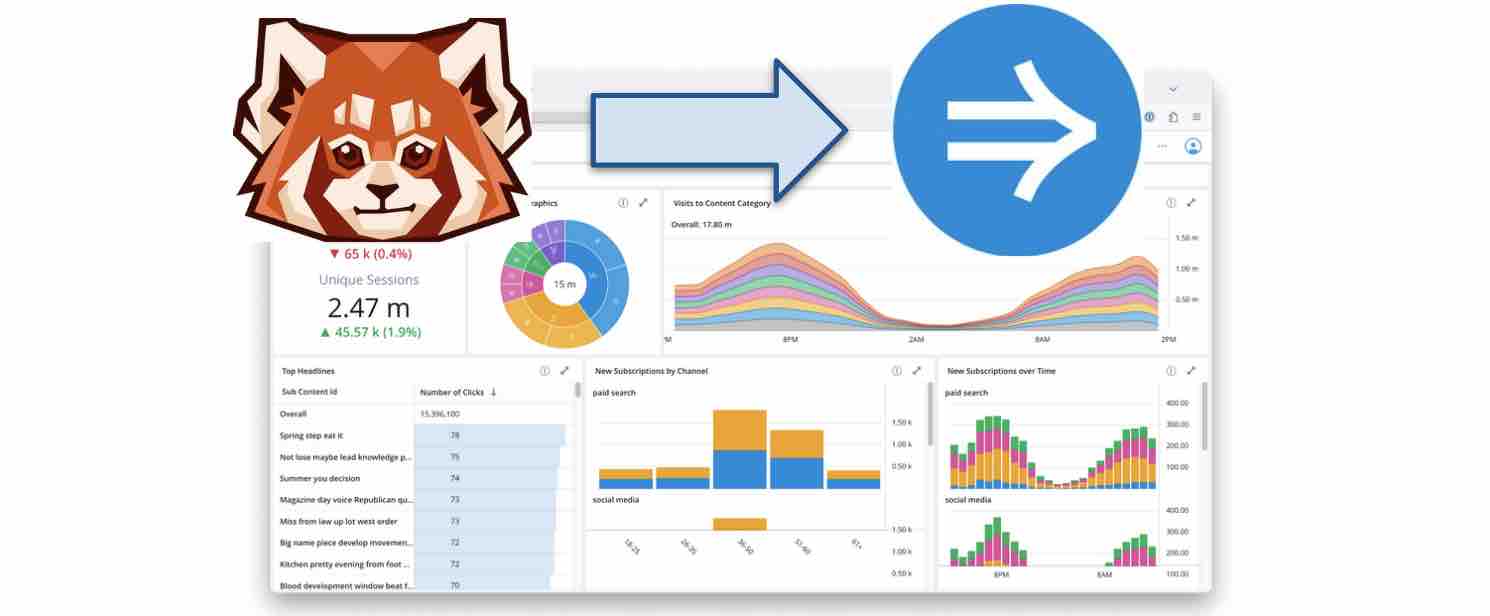 graphics
Visits to Content Category
Overall, 17.80 m
▼ 65 k (0.4%)
Unique Sessions
2.47 m
▲ 45.57 k (1.9%)
15 m
1.50 m
1.00 m
0.50 m
8PM
2AM
8AM
2PM
Top Headlines
Sub Content Id
Number of Clicks ↓
Overall
15,396,100
Spring step eat it
78
Not lose maybe lead knowledge p...
75
Summer you decision
74
Magazine day voice Republican qu...
73
Miss from law up lot west order
73
Big name piece develop movemen...
72
Kitchen pretty evening from foot ...
72
Blood development window beat f...
70
New Subscriptions by Channel
paid search
1.50 k
1.00 k
0.50 k
social media
1.50 k
1.00 k
0.50 k
18-25
26-35
36-50
51-60
61+
New Subscriptions over Time
paid search
400.00
300.00
200.00
100.00
social media
400.00
300.00
200.00
100.00
8PM
8AM